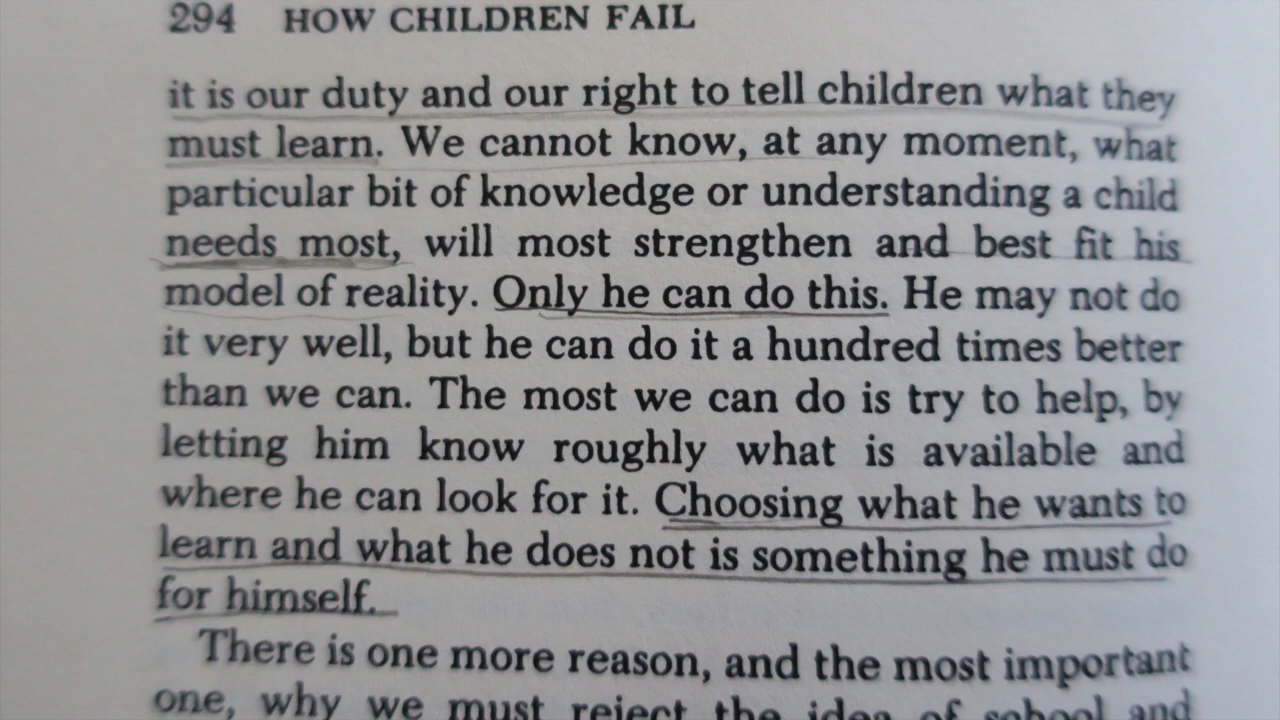 294 HOW CHILDREN FAIL
it is our duty and our right to tell children what they
must learn. We cannot know, at any moment, what
particular bit of knowledge or understanding a child
needs most, will most strengthen and best fit his
model of reality. Only he can do this. He may not do
it very well, but he can do it a hundred times better
than we can. The most we can do is try to help, by
letting him know roughly what is available and
where he can look for it. Choosing what he wants to
learn and what he does not is something he must do
for himself.
There is one more reason, and the most important
one, why we must reject the idea of school and